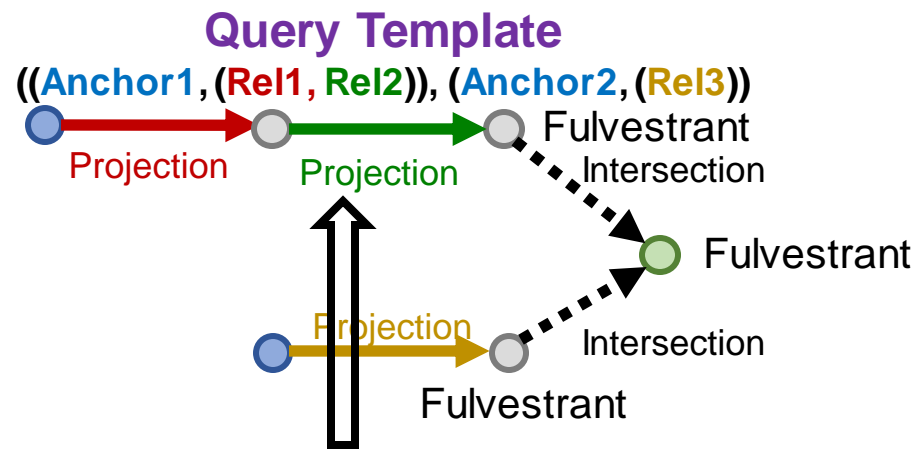 Query Template
((Anchor1, (Rel1, Rel2)), (Anchor2, (Rel3))
Fulvestrant
Projection
Projection
Intersection
Fulvestrant
Projection
Intersection
Fulvestrant